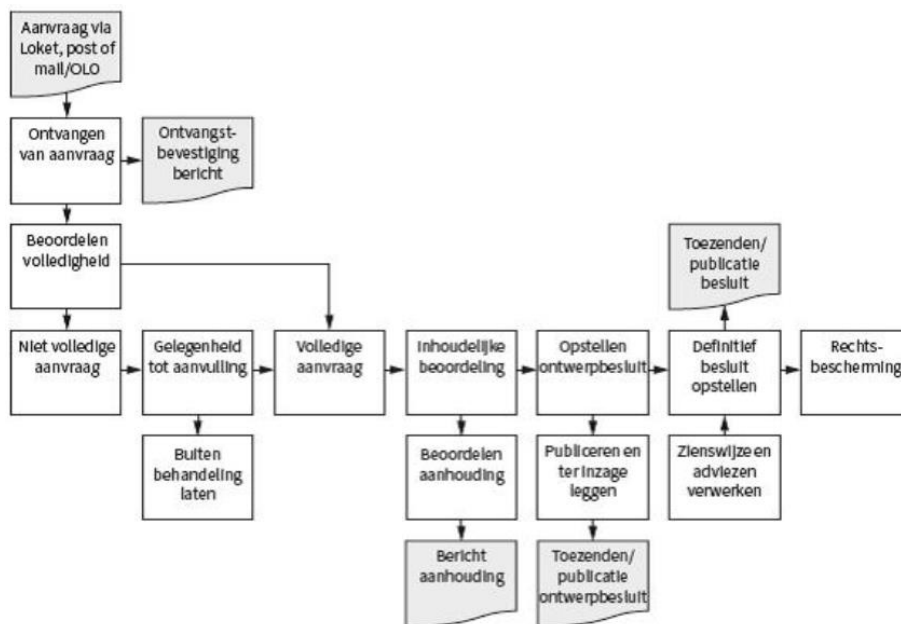 Aanvraag via
Loket, post of
mail/OLO
Ontvangen
van aanvraag
Ontvangst-
bevestiging
bericht
Beoordelen
volledigheid
Toezenden/
publicatie
besluit
Niet volledige
aanvraag
Gelegenheid
tot aanvulling
Volledige
aanvraag
Inhoudelijke
beoordeling
Opstellen
ontwerpbesluit
Definitief
besluit
opstellen
Rechts-
bescherming
Buiten
behandeling
laten
Beoordelen
aanhouding
Publiceren en
ter inzage
leggen
Zienswijze en
adviezen
verwerken
Bericht
aanhouding
Toezenden/
publicatie
ontwerpbesluit